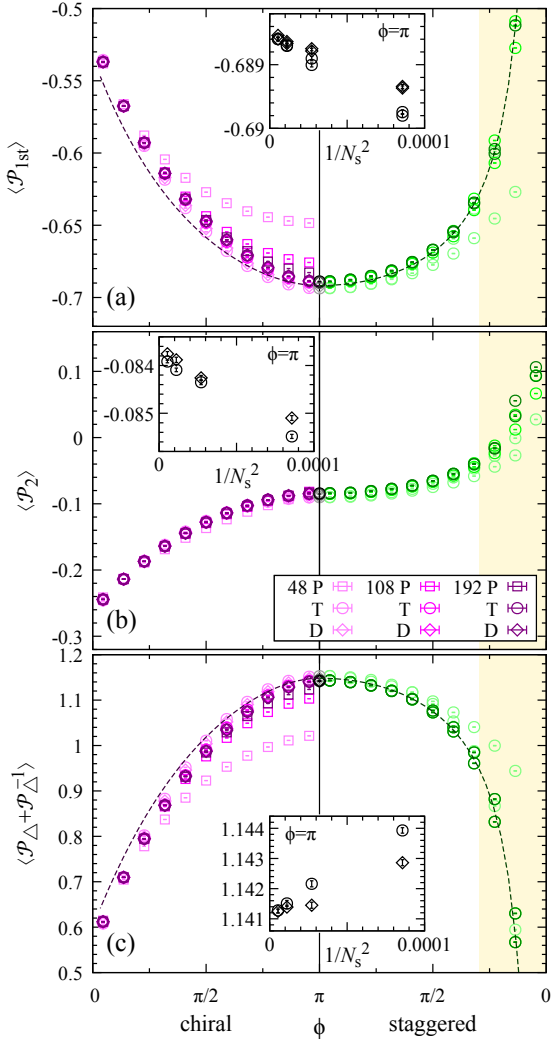 -0.5
-0.55
-0.6
-0.65
-0.7
⟨P1st⟩
(a)
ϕ=π
-0.689
-0.69
0
0.0001
1/Ns²
0.1
0
-0.1
-0.2
-0.3
⟨P2⟩
(b)
ϕ=π
-0.084
-0.085
0
0.0001
1/Ns²
48 P 108 P 192 P
T T T
D D D
1.2
1.1
1
0.9
0.8
0.7
0.6
0.5
⟨P△+P△⁻¹⟩
(c)
ϕ=π
1.144
1.143
1.142
1.141
0
0.0001
1/Ns²
0 π/2 π π/2 0
chiral ϕ staggered